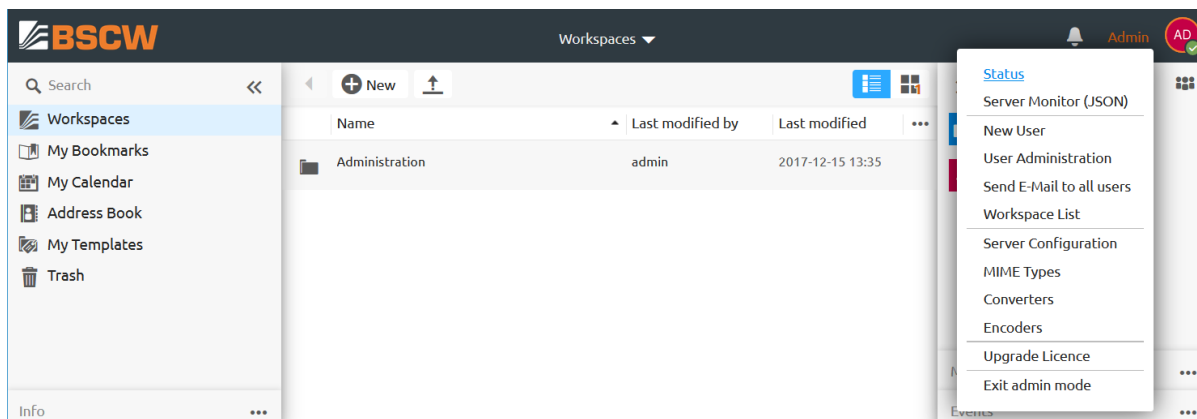 BSCW
Workspaces
Admin
AD
Search
New
Workspaces
My Bookmarks
My Calendar
Address Book
My Templates
Trash
Info
Name
Last modified by
Last modified
Administration
admin
2017-12-15 13:35
1
Status
Server Monitor (JSON)
New User
User Administration
Send E-Mail to all users
Workspace List
Server Configuration
MIME Types
Converters
Encoders
Upgrade Licence
Exit admin mode
Events